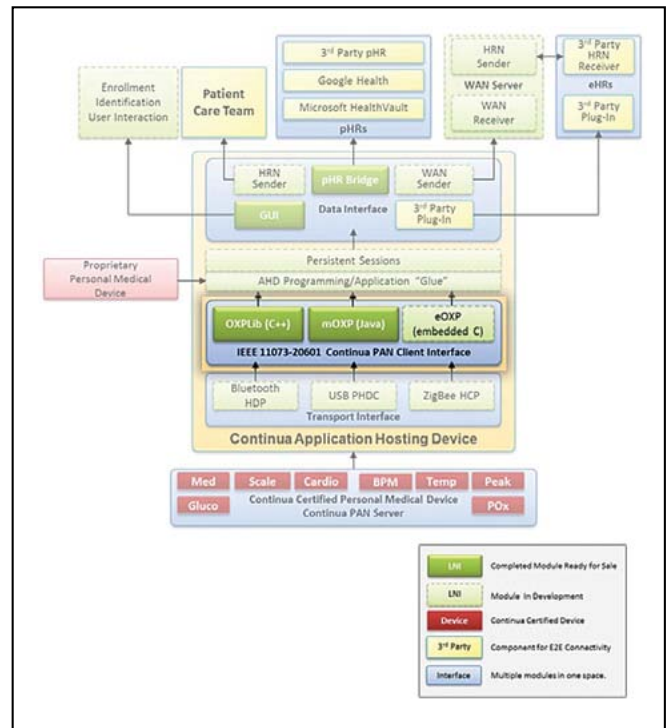 3rd Party pHR
Google Health
Microsoft HealthVault
pHRs
HRN
Sender
WAN Server
WAN
Receiver
3rd Party
HRN
Receiver
eHRs
3rd Party
Plug-In
Enrollment
Identification
User Interaction
Patient
Care Team
HRN
Sender
pHR Bridge
WAN
Sender
GUI
Data Interface
3rd Party
Plug-In
Persistent Sessions
AHD Programming/Application "Glue"
Proprietary
Personal Medical
Device
OXPLib (C++)
mOXP (Java)
eOXP
(embedded C)
IEEE 11073-20601 Continua PAN Client Interface
Bluetooth
HDP
USB PHDC
ZigBee HCP
Transport Interface
Continua Application Hosting Device
Med
Scale
Cardio
BPM
Temp
Peak
Continua Certified Personal Medical Device
Gluco
Continua PAN Server
POx
LNI
Completed Module Ready for Sale
LNI
Module In Development
Device
Continua Certified Device
3rd Party
Component for E2E Connectivity
Interface
Multiple modules in one space.